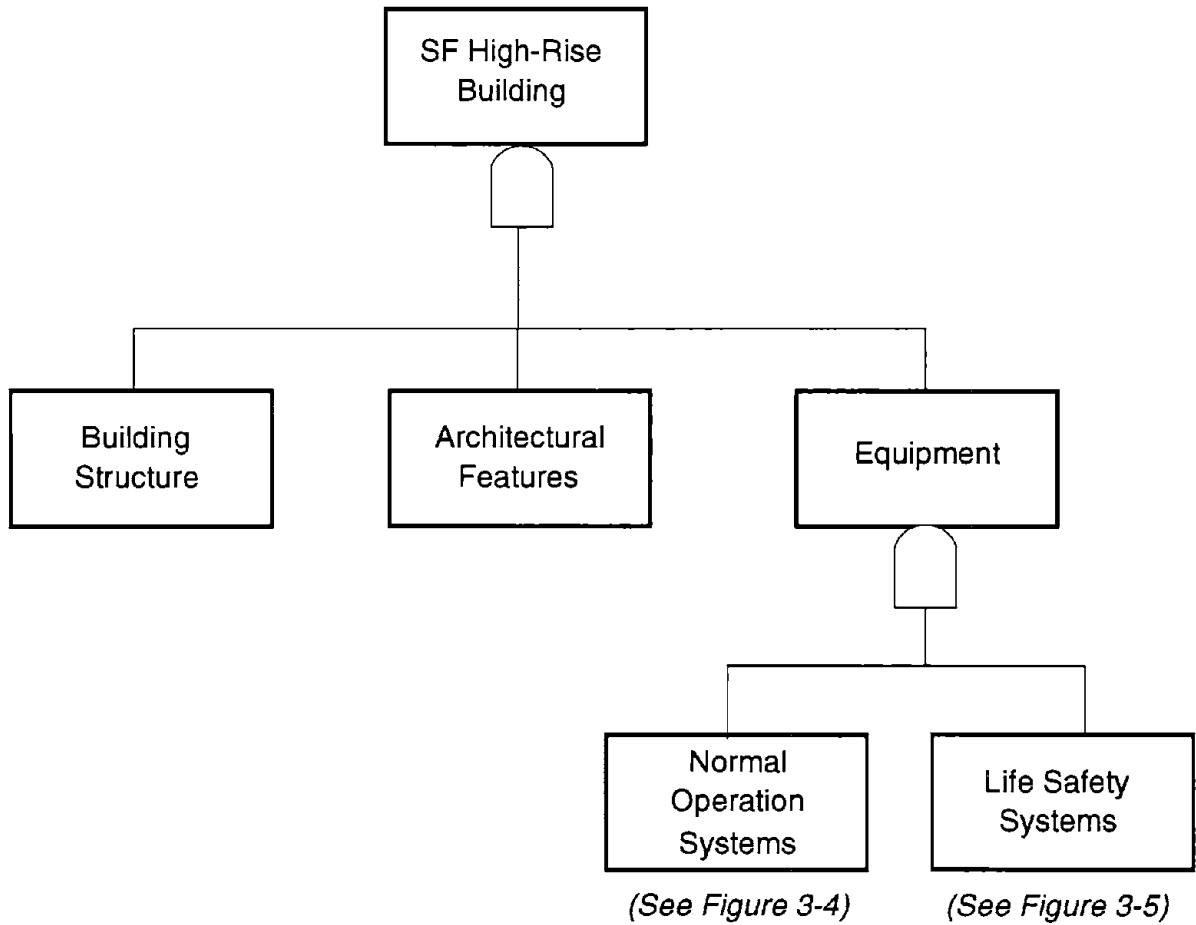 SF High-Rise
Building
Building
Structure
Architectural
Features
Equipment
Normal
Operation
Systems
Life Safety
Systems
(See Figure 3-4)
(See Figure 3-5)